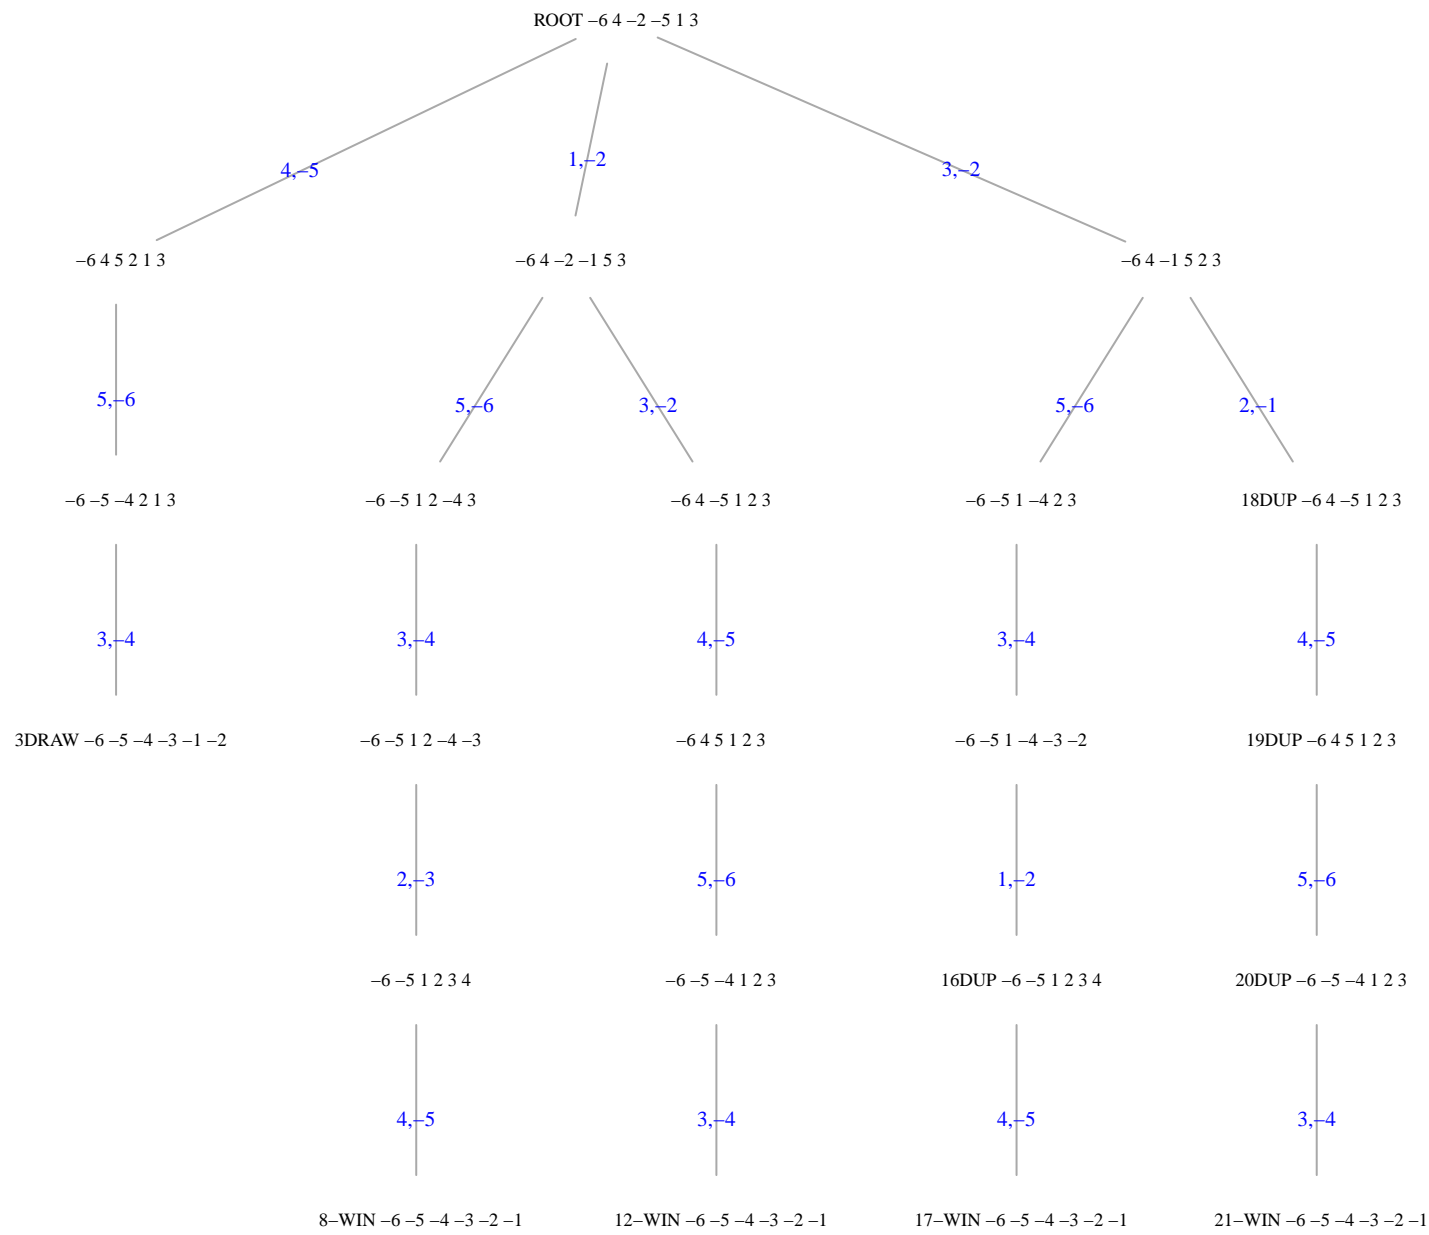 ROOT –6 4 –2 –5 1 3
4,–5
1,–2
3,–2
–6 4 5 2 1 3
–6 4 –2 –1 5 3
–6 4 –1 5 2 3
5,–6
5,–6
3,–2
5,–6
2,–1
–6 –5 –4 2 1 3
–6 –5 1 2 –4 3
–6 4 –5 1 2 3
–6 –5 1 –4 2 3
18DUP –6 4 –5 1 2 3
3,–4
3,–4
4,–5
3,–4
4,–5
3DRAW –6 –5 –4 –3 –1 –2
–6 –5 1 2 –4 –3
–6 4 5 1 2 3
–6 –5 1 –4 –3 –2
19DUP –6 4 5 1 2 3
2,–3
5,–6
1,–2
5,–6
–6 –5 1 2 3 4
–6 –5 –4 1 2 3
16DUP –6 –5 1 2 3 4
20DUP –6 –5 –4 1 2 3
4,–5
3,–4
4,–5
3,–4
8–WIN –6 –5 –4 –3 –2 –1
12–WIN –6 –5 –4 –3 –2 –1
17–WIN –6 –5 –4 –3 –2 –1
21–WIN –6 –5 –4 –3 –2 –1